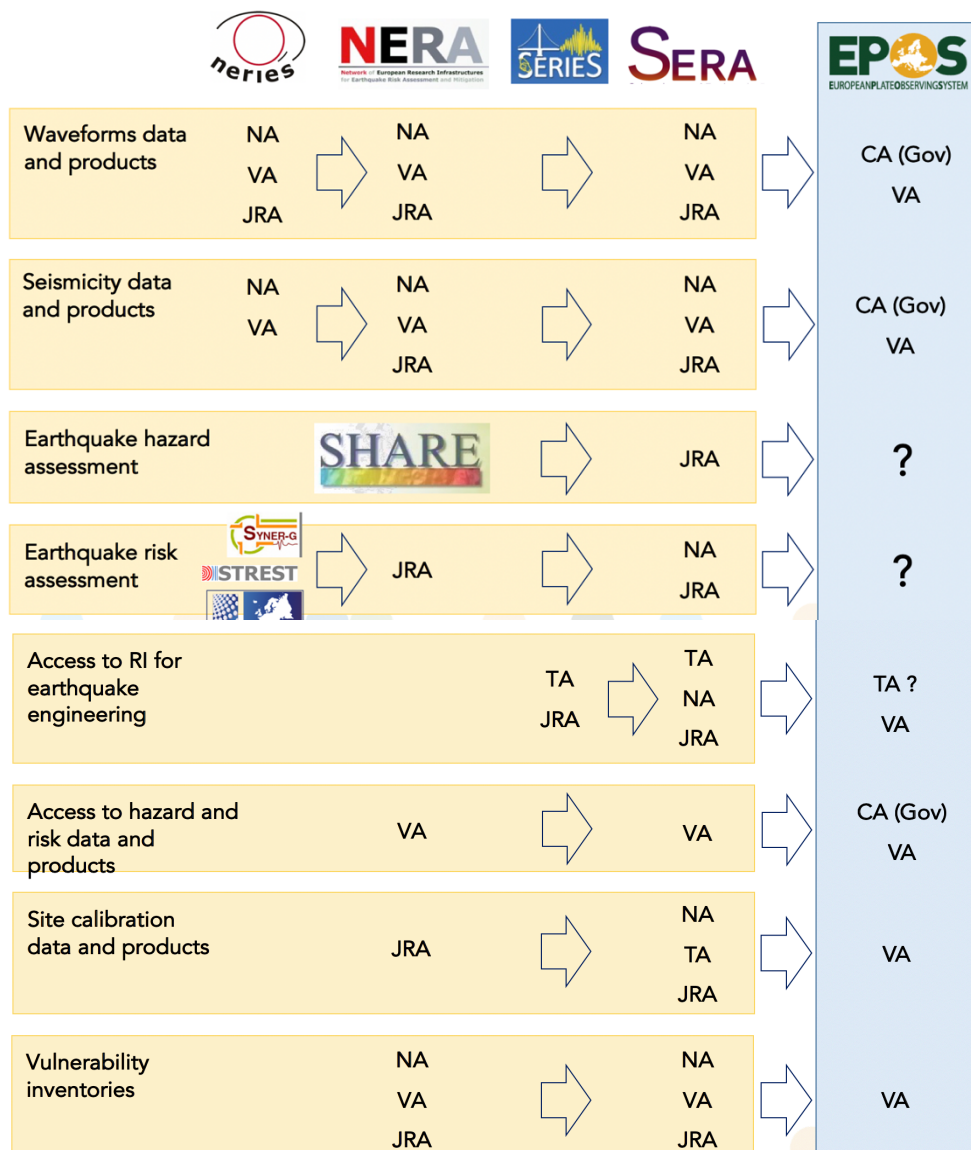 neries
NERA
Network of European Research Infrastructures
for Earthquake Risk Assessment and Mitigation
SERIES
SERA
EPOS
EUROPEANPLATEOBSERVINGSYSTEM
Waveforms data
and products
NA
VA
JRA
NA
VA
JRA
NA
VA
JRA
CA (Gov)
VA
Seismicity data
and products
NA
VA
NA
VA
JRA
NA
VA
JRA
CA (Gov)
VA
Earthquake hazard
assessment
SHARE
JRA
?
Earthquake risk
assessment
SYNER-G
STREST
JRA
NA
JRA
?
Access to RI for
earthquake
engineering
TA
JRA
TA
NA
JRA
TA ?
VA
Access to hazard and
risk data and
products
VA
VA
CA (Gov)
VA
Site calibration
data and products
JRA
NA
TA
JRA
VA
Vulnerability
inventories
NA
VA
JRA
NA
VA
JRA
VA